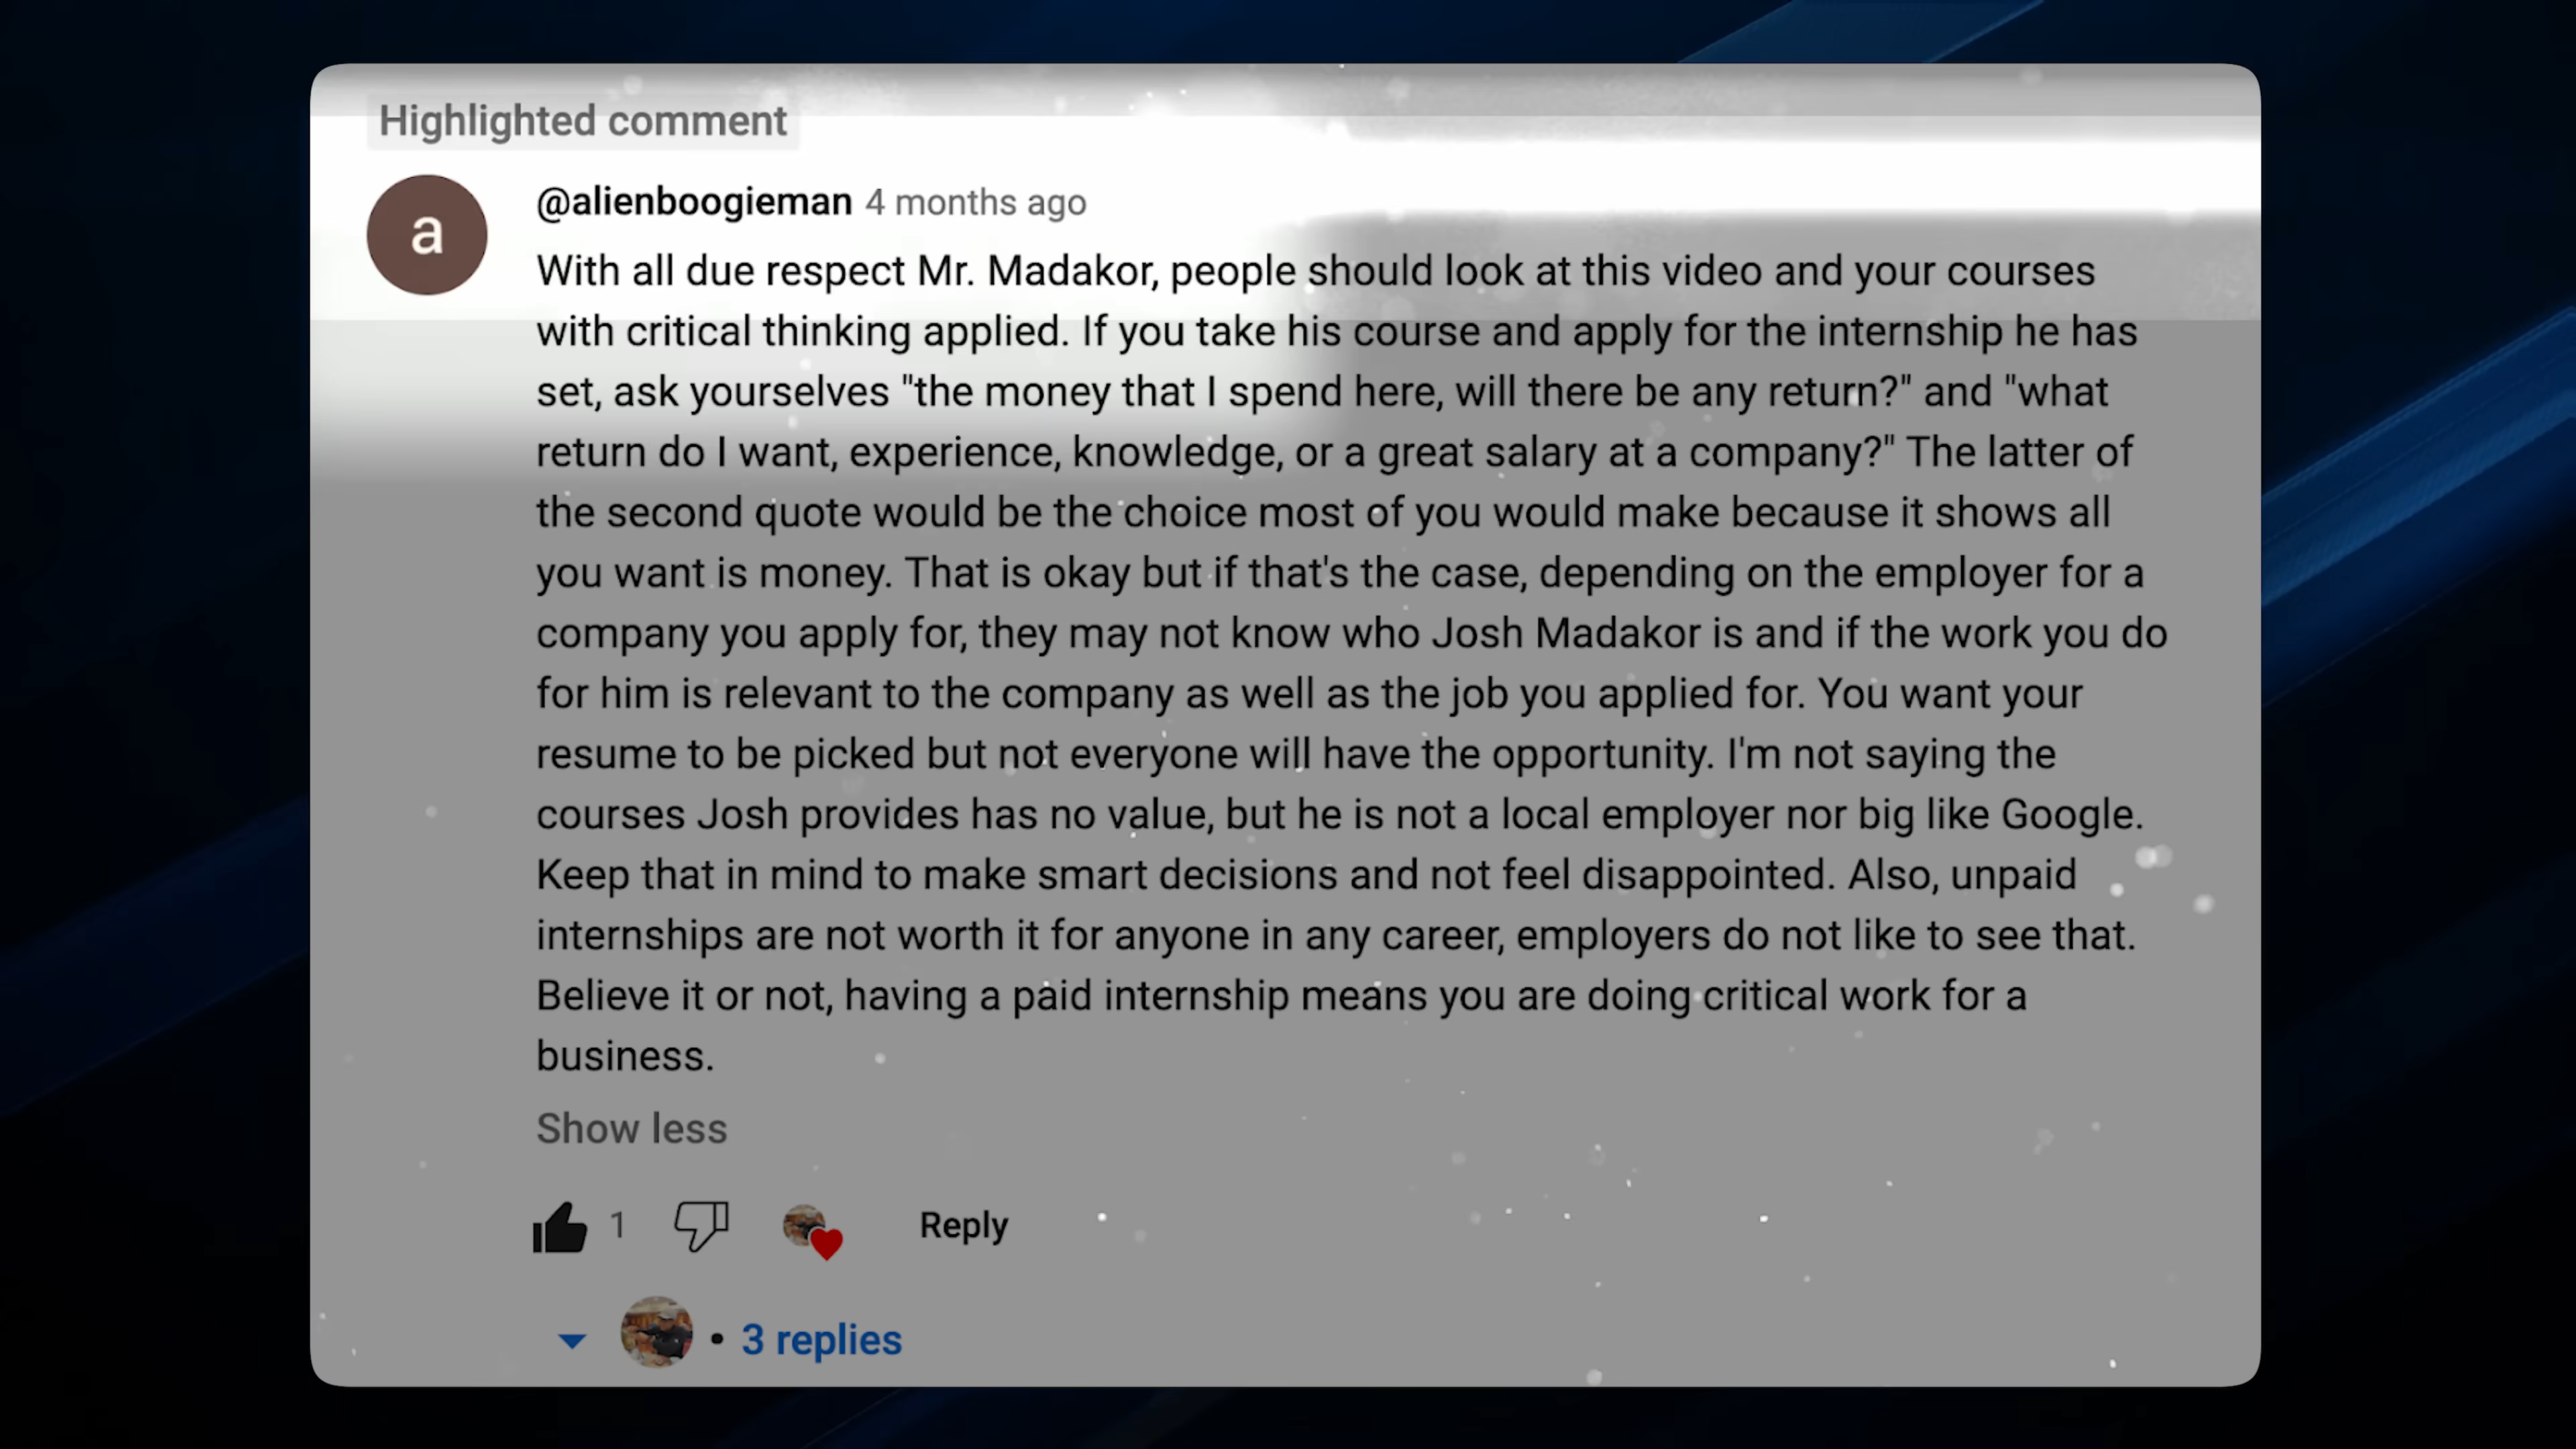 Highlighted comment
a
@alienboogieman 4 months ago
With all due respect Mr. Madakor, people should look at this video and your courses
with critical thinking applied. If you take his course and apply for the internship he has
set, ask yourselves "the money that I spend here, will there be any return?" and "what
return do I want, experience, knowledge, or a great salary at a company?" The latter of
the second quote would be the choice most of you would make because it shows all
you want is money. That is okay but if that's the case, depending on the employer for a
company you apply for, they may not know who Josh Madakor is and if the work you do
for him is relevant to the company as well as the job you applied for. You want your
resume to be picked but not everyone will have the opportunity. I'm not saying the
courses Josh provides has no value, but he is not a local employer nor big like Google.
Keep that in mind to make smart decisions and not feel disappointed. Also, unpaid
internships are not worth it for anyone in any career, employers do not like to see that.
Believe it or not, having a paid internship means you are doing critical work for a
business.
Show less
1 Reply
• 3 replies